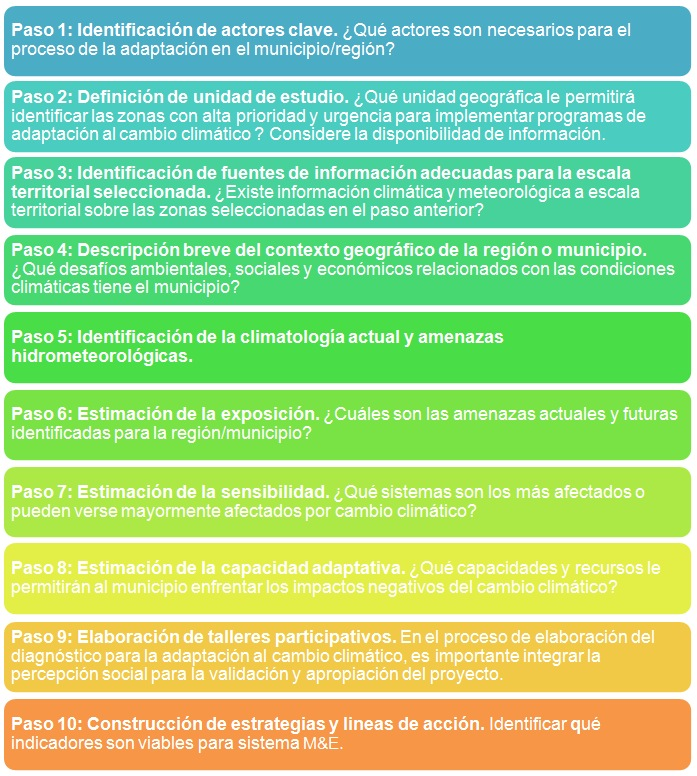 Paso 1: Identificación de actores clave. ¿Qué actores son necesarios para el
proceso de la adaptación en el municipio/región?
Paso 2: Definición de unidad de estudio. ¿Qué unidad geográfica le permitirá
identificar las zonas con alta prioridad y urgencia para implementar programas de
adaptación al cambio climático ? Considere la disponibilidad de información.
Paso 3: Identificación de fuentes de información adecuadas para la escala
territorial seleccionada. ¿Existe información climática y meteorológica a escala
territorial sobre las zonas seleccionadas en el paso anterior?
Paso 4: Descripción breve del contexto geográfico de la región o municipio.
¿Qué desafíos ambientales, sociales y económicos relacionados con las condiciones
climáticas tiene el municipio?
Paso 5: Identificación de la climatología actual y amenazas
hidrometeorológicas.
Paso 6: Estimación de la exposición. ¿Cuáles son las amenazas actuales y futuras
identificadas para la región/municipio?
Paso 7: Estimación de la sensibilidad. ¿Qué sistemas son los más afectados o
pueden verse mayormente afectados por cambio climático?
Paso 8: Estimación de la capacidad adaptativa. ¿Qué capacidades y recursos le
permitirán al municipio enfrentar los impactos negativos del cambio climático?
Paso 9: Elaboración de talleres participativos. En el proceso de elaboración del
diagnóstico para la adaptación al cambio climático, es importante integrar la
percepción social para la validación y apropiación del proyecto.
Paso 10: Construcción de estrategias y lineas de acción. Identificar qué
indicadores son viables para sistema M&E.